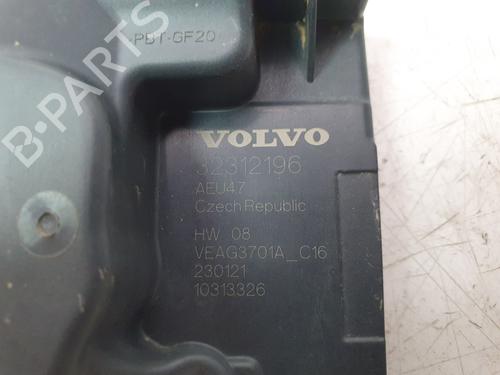 >PBT-GF20
VOLVO
32312196
AEU47
Czech Republic
HW 08
VEAG3701A_C16
230121
10313326
B-PARTS